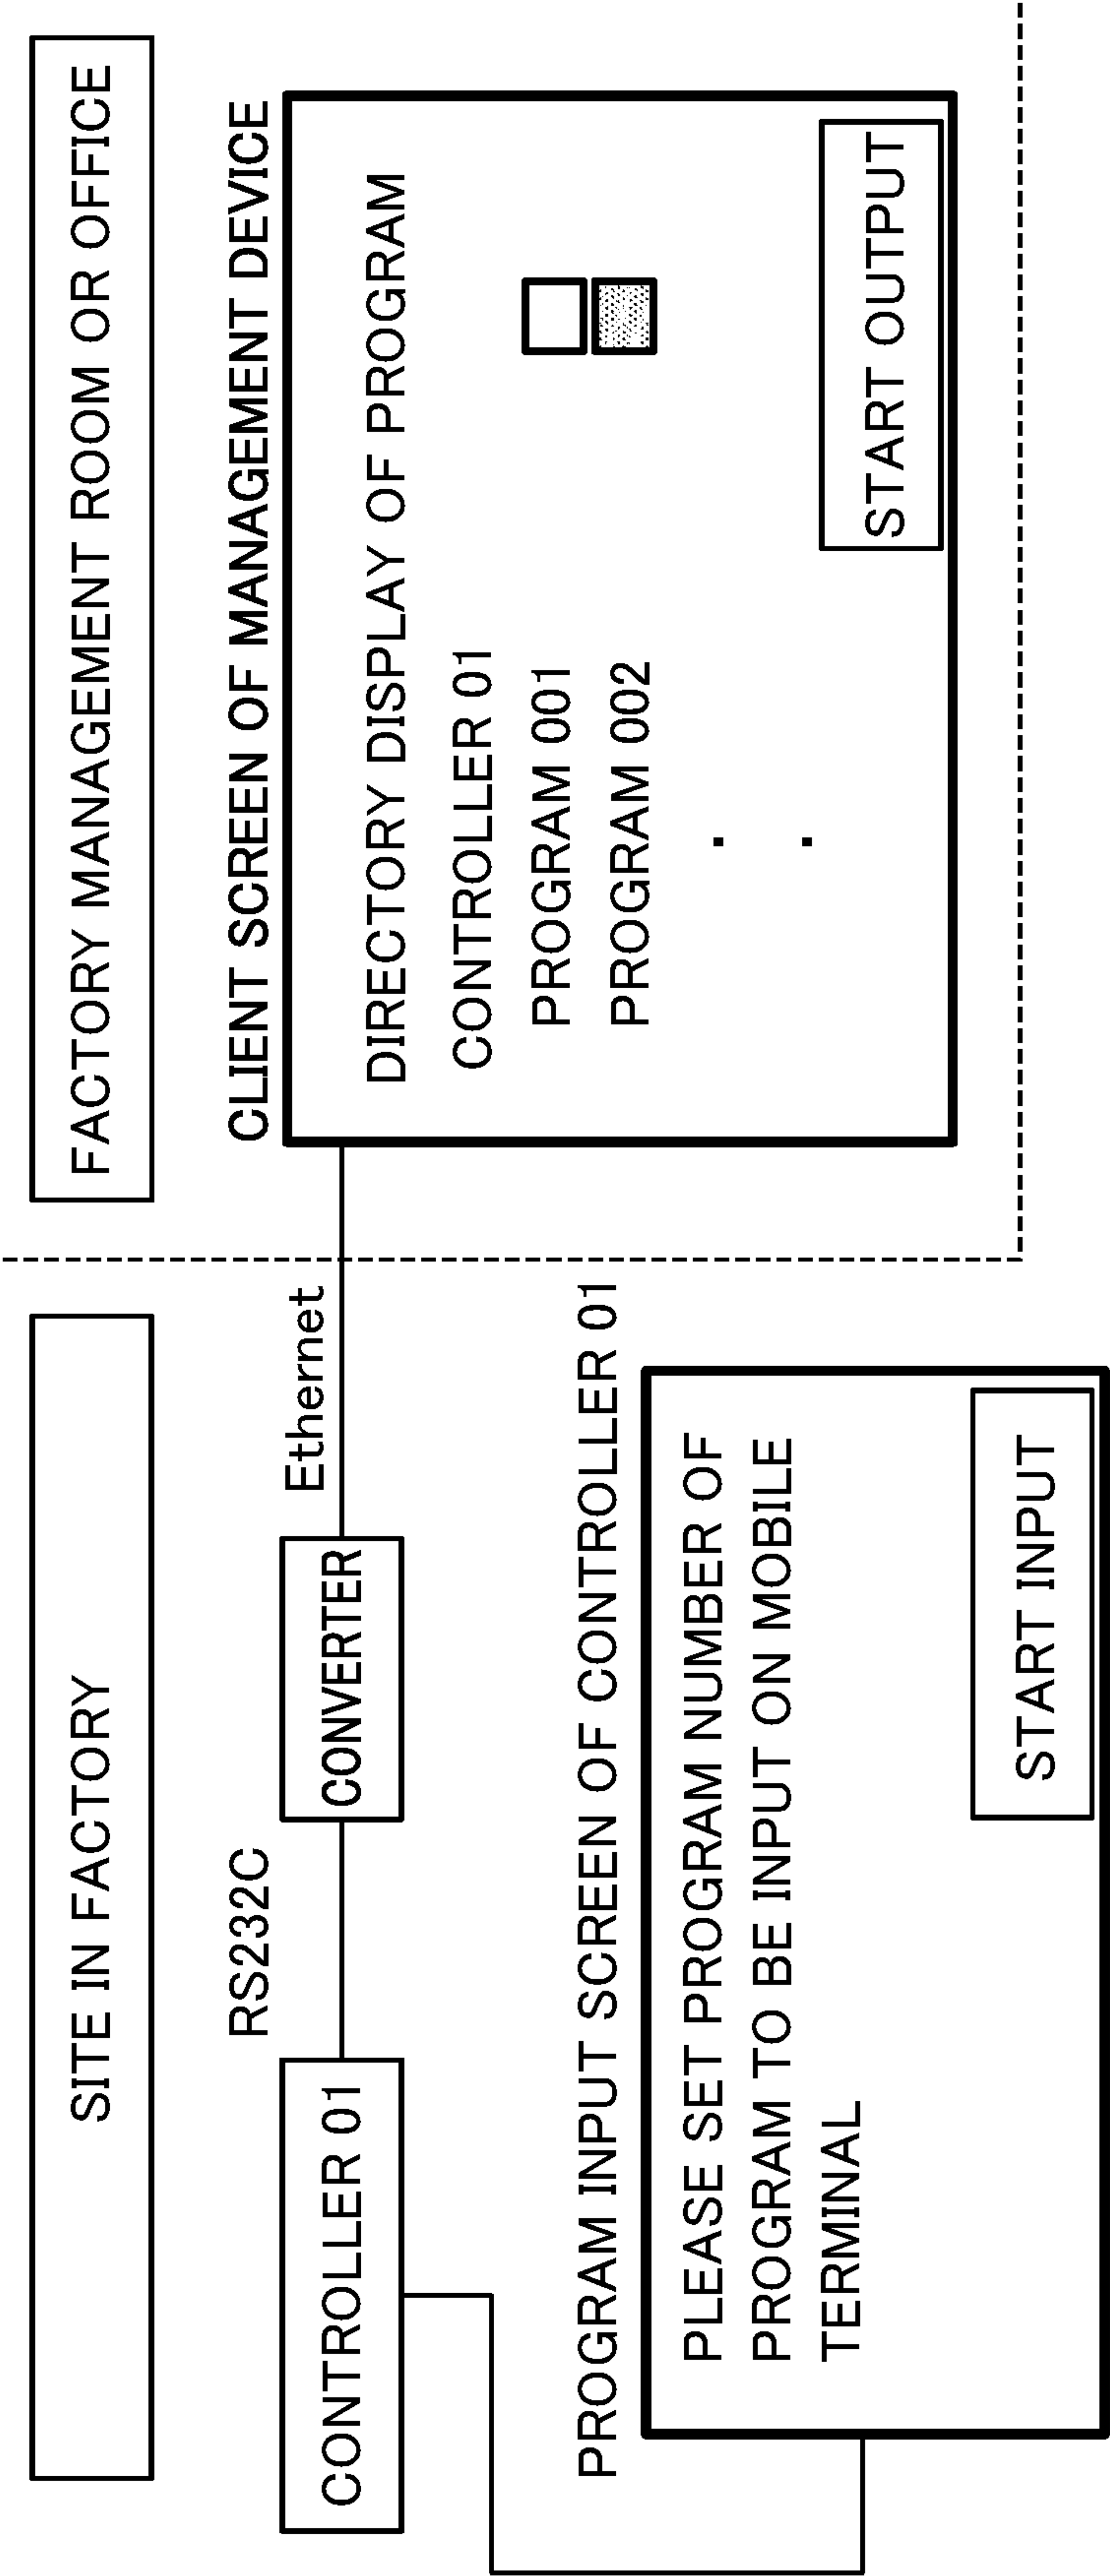 SITE IN FACTORY
FACTORY MANAGEMENT ROOM OR OFFICE
RS232C
Ethernet
CONTROLLER 01
CONVERTER
CLIENT SCREEN OF MANAGEMENT DEVICE
DIRECTORY DISPLAY OF PROGRAM
CONTROLLER 01
PROGRAM 001
PROGRAM 002
.
.
START OUTPUT
PROGRAM INPUT SCREEN OF CONTROLLER 01
PLEASE SET PROGRAM NUMBER OF
PROGRAM TO BE INPUT ON MOBILE
TERMINAL
START INPUT